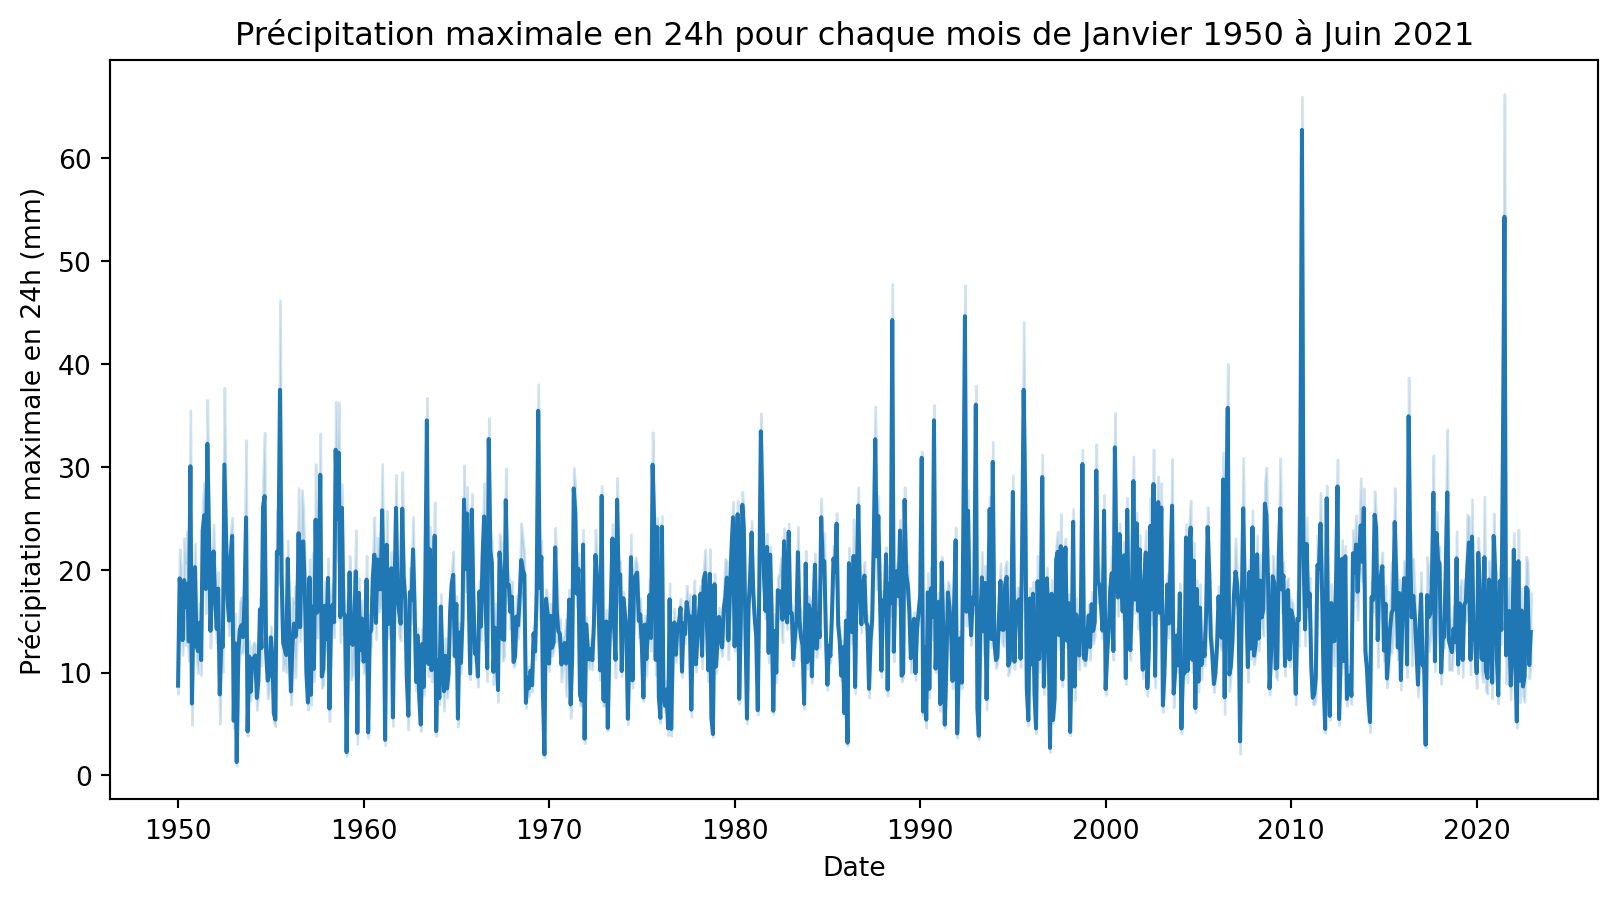 Précipitation maximale en 24h pour chaque mois de Janvier 1950 à Juin 2021
Précipitation maximale en 24h (mm)
60
50
40
30
20
10
0
1950 1960 1970 1980 1990 2000 2010 2020
Date